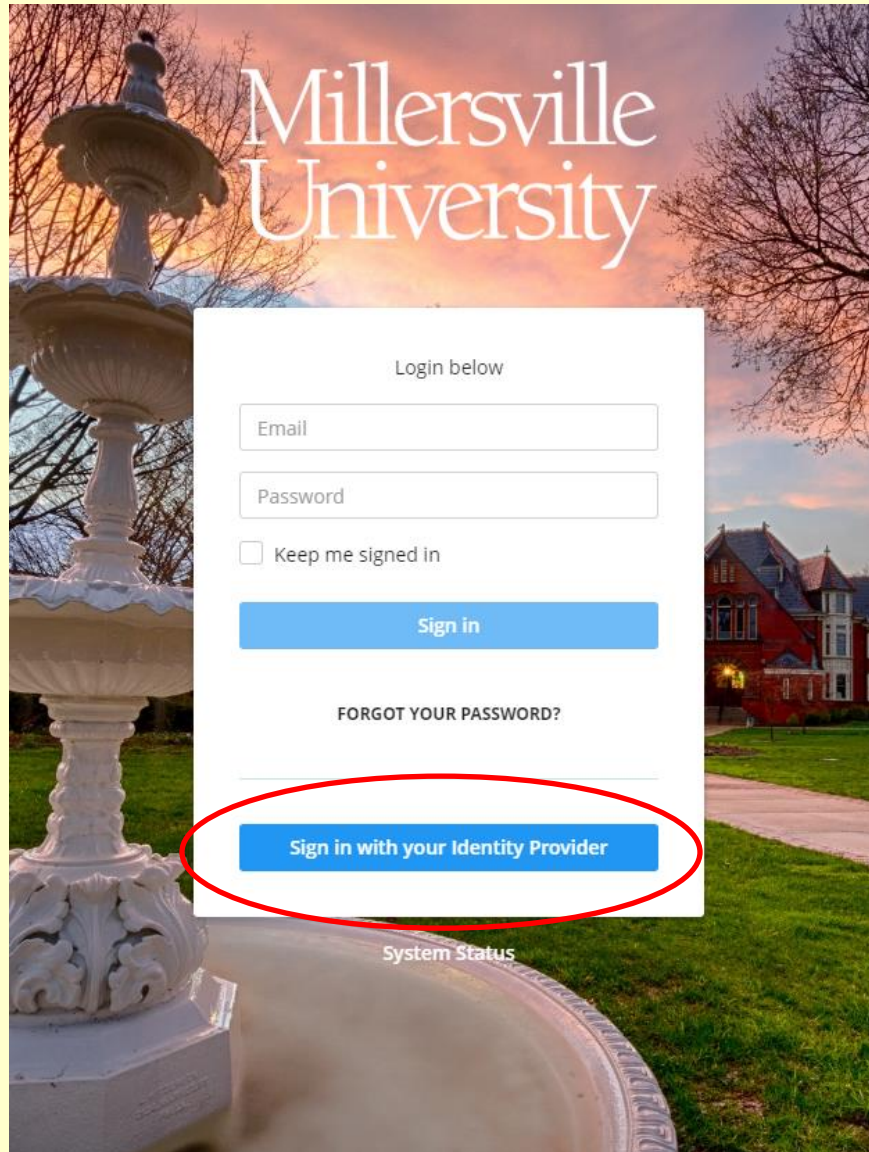 Millersville
University
Login below
Email
Password
Keep me signed in
Sign in
FORGOT YOUR PASSWORD?
Sign in with your Identity Provider
System Status